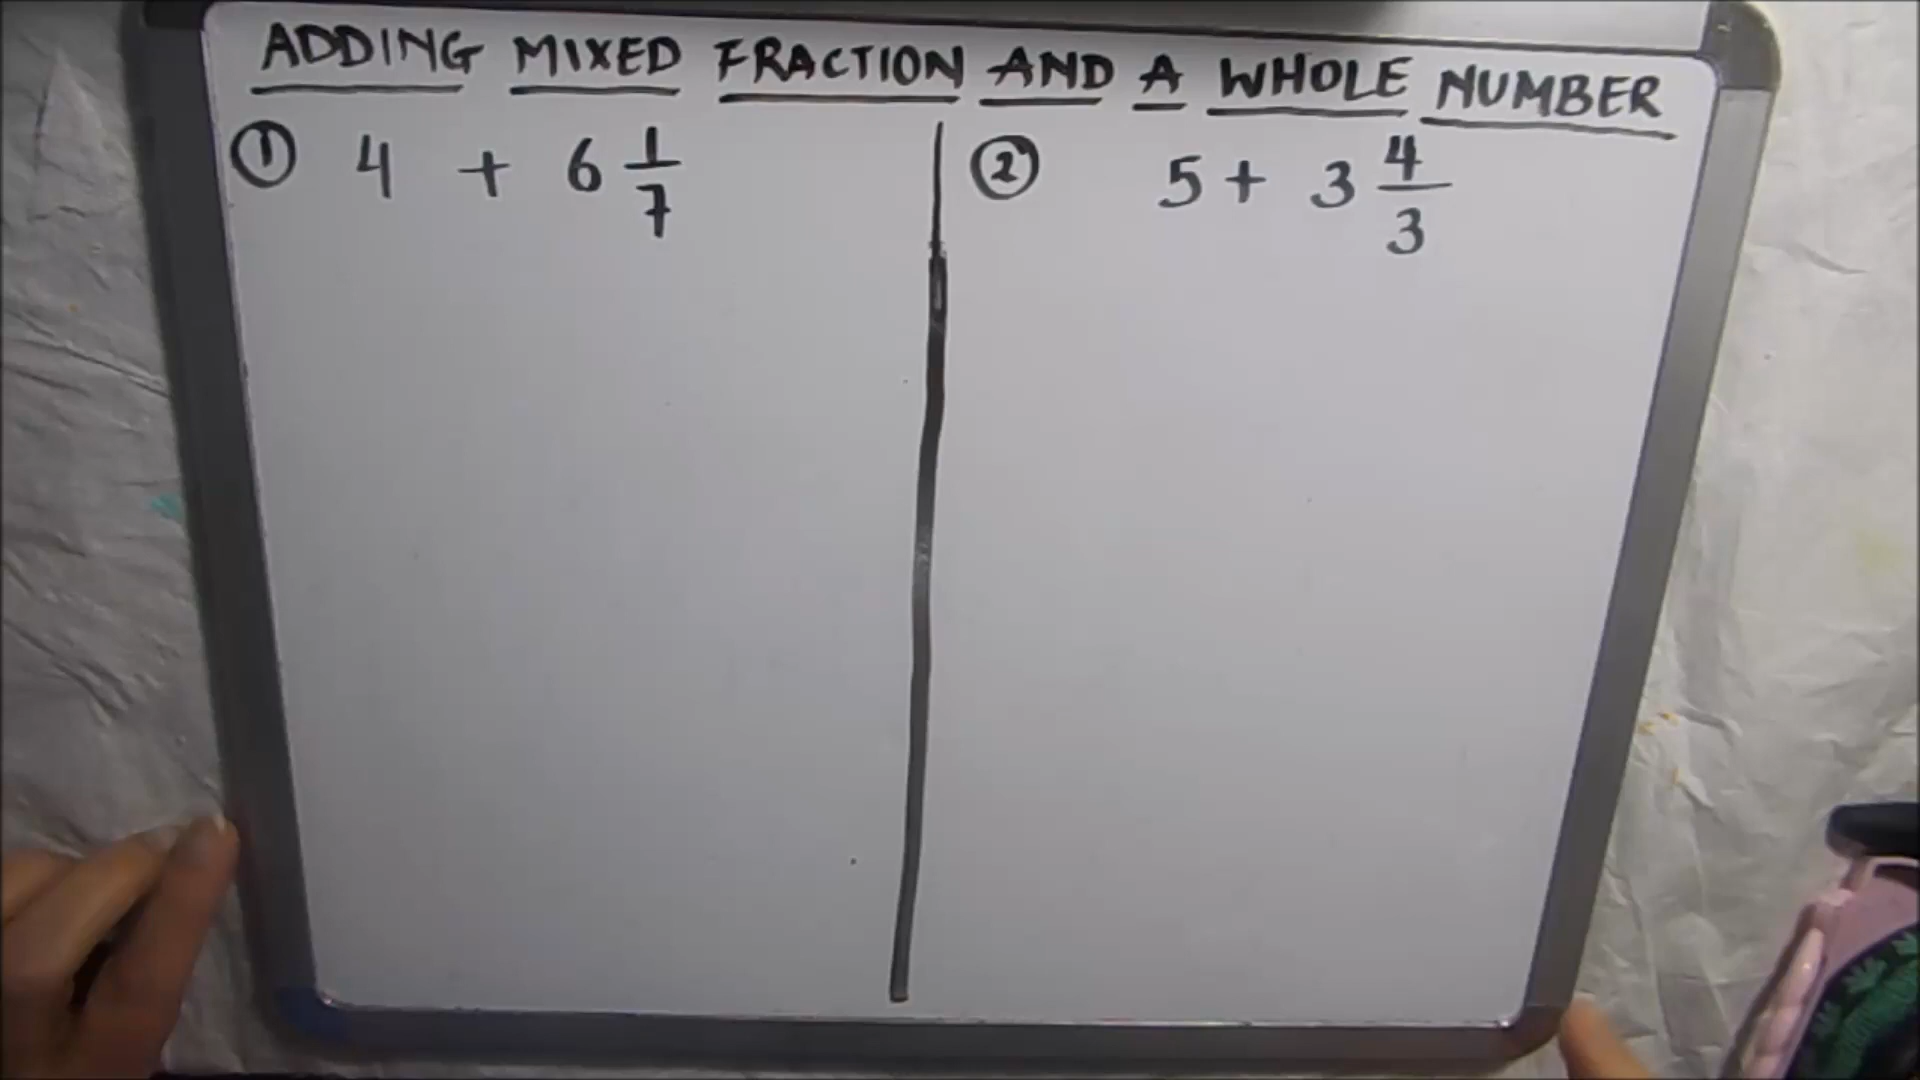 ADDING MIXED FRACTION AND A WHOLE NUMBER
① 4 + 6 1/7
② 5 + 3 4/3